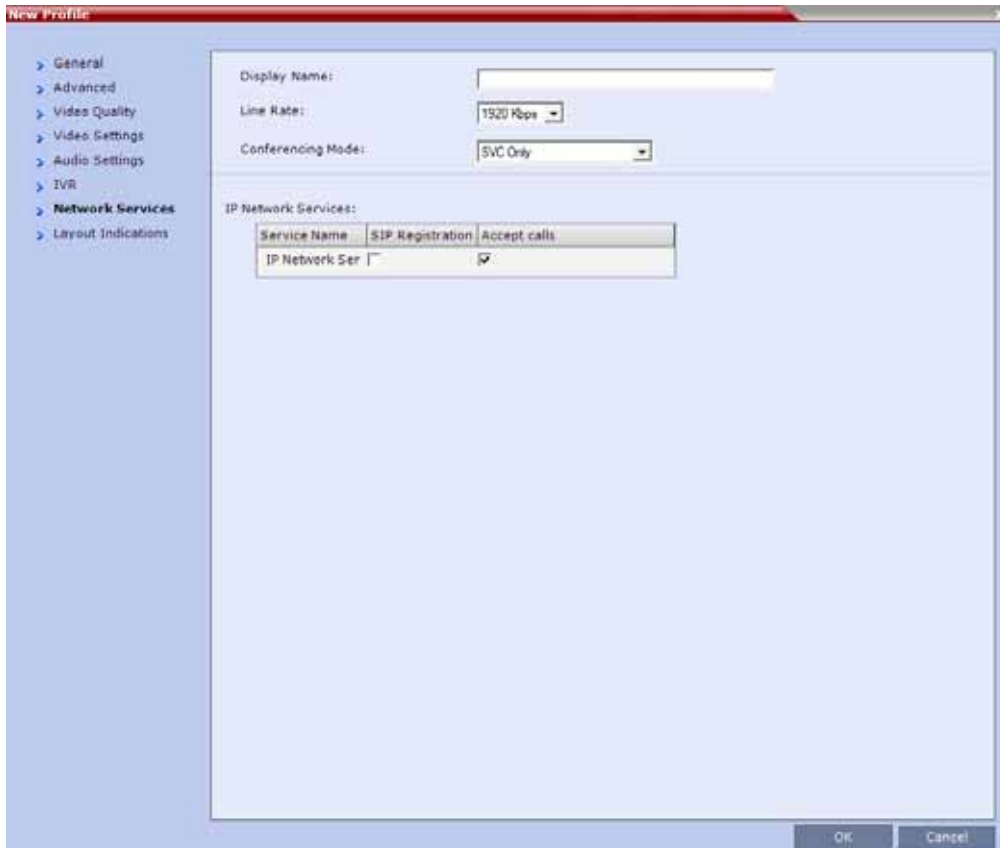 New Profile
General
Advanced
Video Quality
Video Settings
Audio Settings
IVR
Network Services
Layout Indications
Display Name:
Line Rate: 1920 Kbps
Conferencing Mode: SVC Only
IP Network Services:
Service Name SIP Registration Accept calls
IP Network Ser
OK Cancel